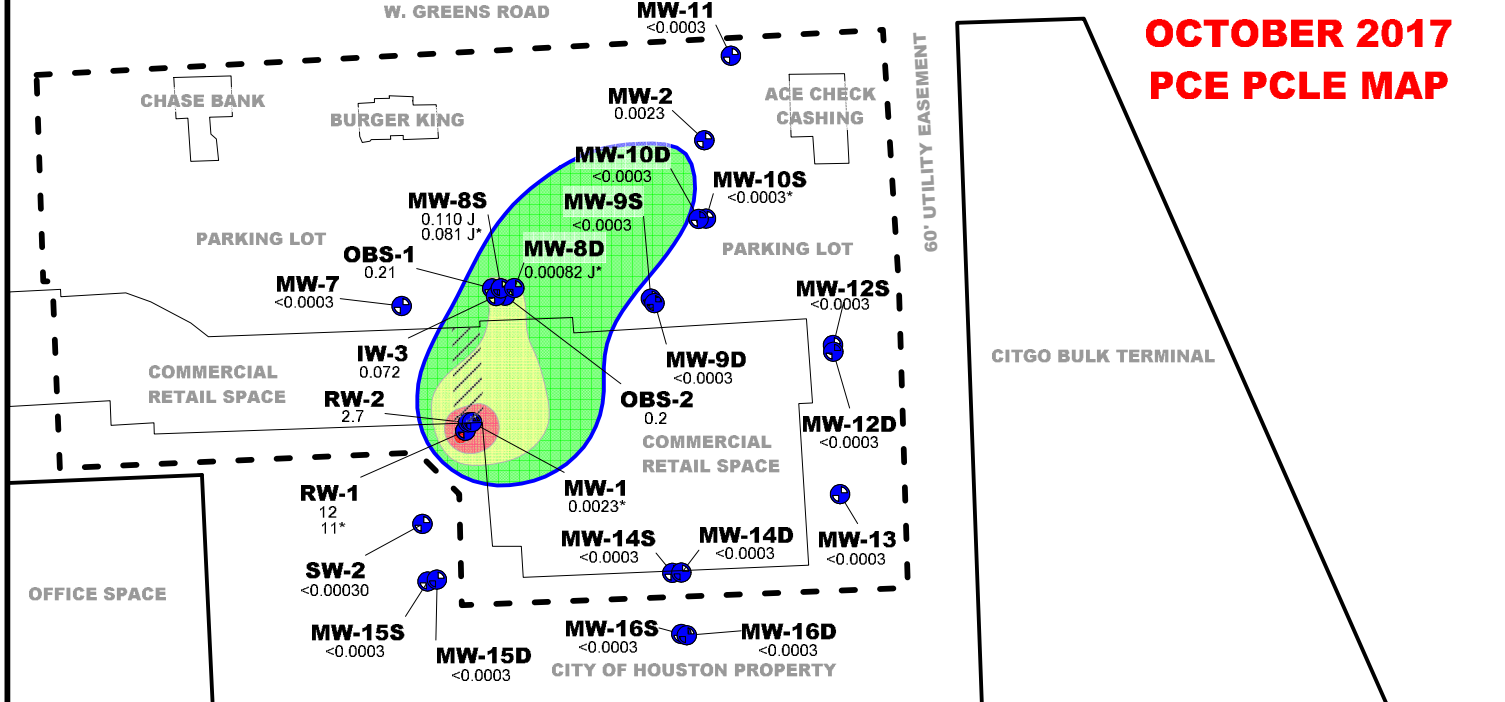 W. GREENS ROAD
MW-11
<0.0003
OCTOBER 2017
PCE PCLE MAP
CHASE BANK
BURGER KING
MW-2
0.0023
ACE CHECK
CASHING
60' UTILITY EASEMENT
MW-10D
<0.0003
MW-10S
<0.0003*
MW-8S
0.110 J
0.081 J*
MW-9S
<0.0003
PARKING LOT
OBS-1
0.21
MW-8D
0.00082 J*
PARKING LOT
MW-7
<0.0003
MW-12S
<0.0003
IW-3
0.072
MW-9D
<0.0003
CITGO BULK TERMINAL
COMMERCIAL
RETAIL SPACE
RW-2
2.7
OBS-2
0.2
MW-12D
<0.0003
COMMERCIAL
RETAIL SPACE
RW-1
12
11*
MW-1
0.0023*
MW-14S
<0.0003
MW-14D
<0.0003
MW-13
<0.0003
SW-2
<0.00030
OFFICE SPACE
MW-15S
<0.0003
MW-15D
<0.0003
MW-16S
<0.0003
MW-16D
<0.0003
CITY OF HOUSTON PROPERTY